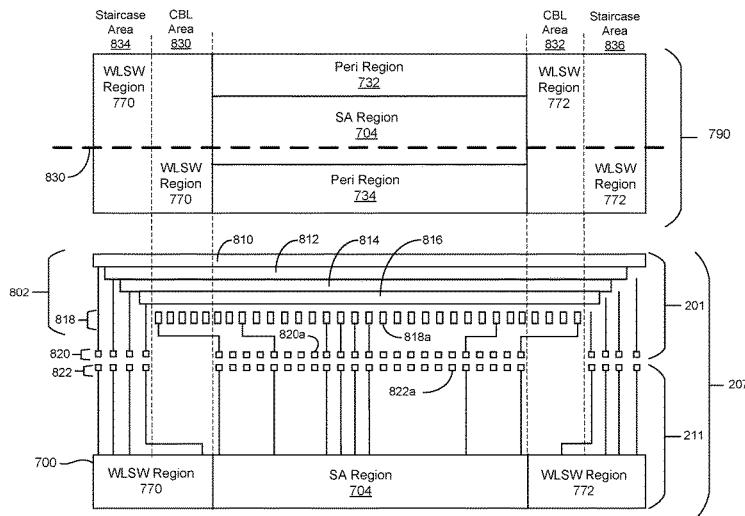 Staircase Area 834
CBL Area 830
CBL Area 832
Staircase Area 836
WLSW Region 770
Peri Region 732
WLSW Region 772
SA Region 704
790
830
WLSW Region 770
Peri Region 734
WLSW Region 772
810
812
814
816
802
818
201
820
820a
818a
207
822
822a
211
700
WLSW Region 770
SA Region 704
WLSW Region 772